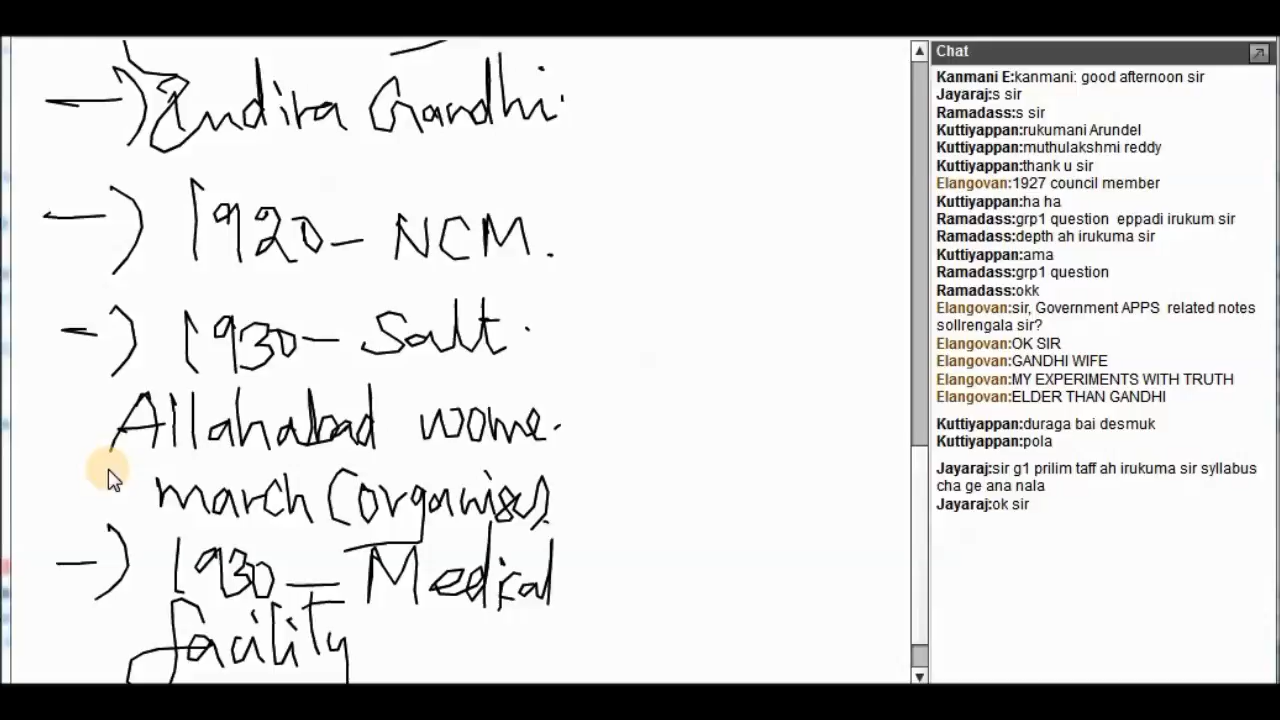 → Indira Gandhi.
→ 1920 – NCM.
→ 1930 – Salt.
Allahabad wome.
march (organises)
→ 1930 – Medical
facility
Chat
Kanmani E:kanmani: good afternoon sir
Jayaraj:s sir
Ramadass:s sir
Kuttiyappan:rukumani Arundel
Kuttiyappan:muthulakshmi reddy
Kuttiyappan:thank u sir
Elangovan:1927 council member
Kuttiyappan:ha ha
Ramadass:grp1 question eppadi irukum sir
Ramadass:depth ah irukuma sir
Kuttiyappan:ama
Ramadass:grp1 question
Ramadass:okk
Elangovan:sir, Government APPS related notes
sollrengala sir?
Elangovan:OK SIR
Elangovan:GANDHI WIFE
Elangovan:MY EXPERIMENTS WITH TRUTH
Elangovan:ELDER THAN GANDHI
Kuttiyappan:duraga bai desmuk
Kuttiyappan:pola
Jayaraj:sir g1 prilim taff ah irukuma sir syllabus
cha ge ana nala
Jayaraj:ok sir